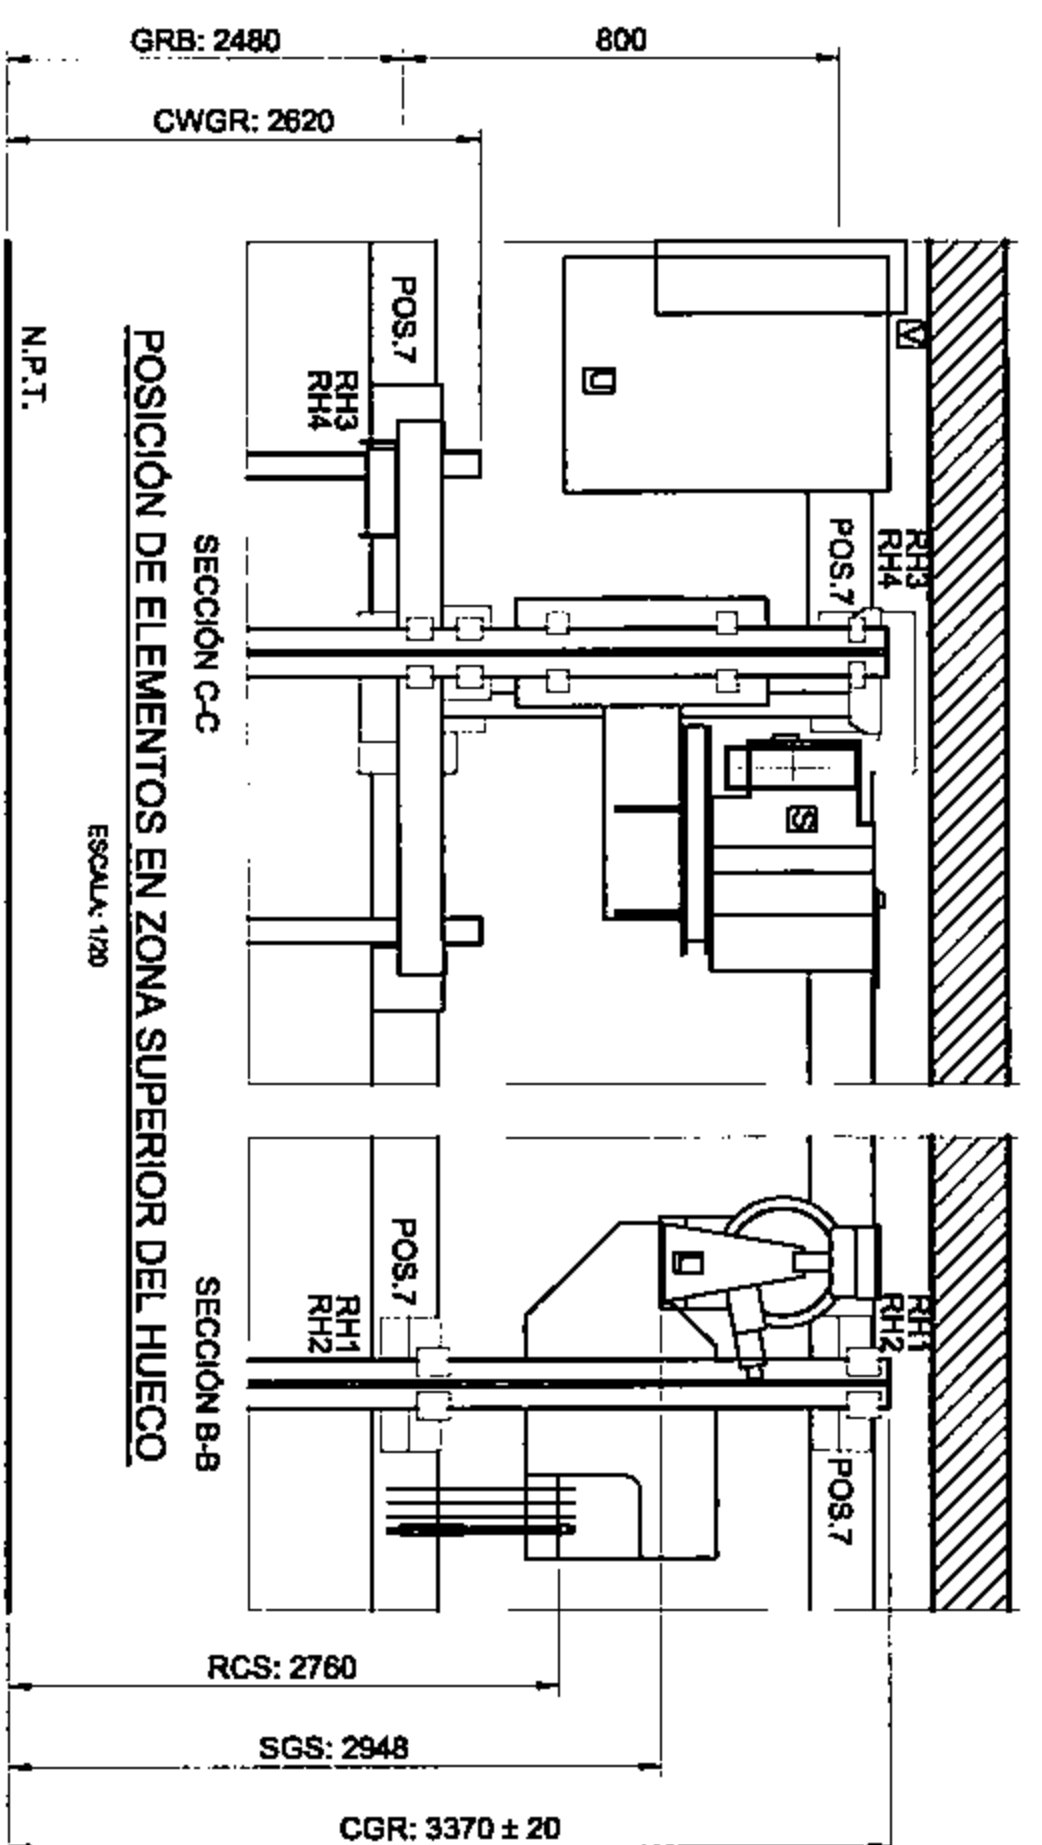 GRB: 2480
800
CWGR: 2620
N.P.T.
POSICIÓN DE ELEMENTOS EN ZONA SUPERIOR DEL HUECO
ESCALA: 1/20
SECCIÓN C-C
POS.7
RH3
RH4
U
V
POS.7
RH3
RH4
S
SECCIÓN B-B
POS.7
RH1
RH2
RH1
RH2
POS.7
RCS: 2760
SGS: 2948
CGR: 3370 ± 20